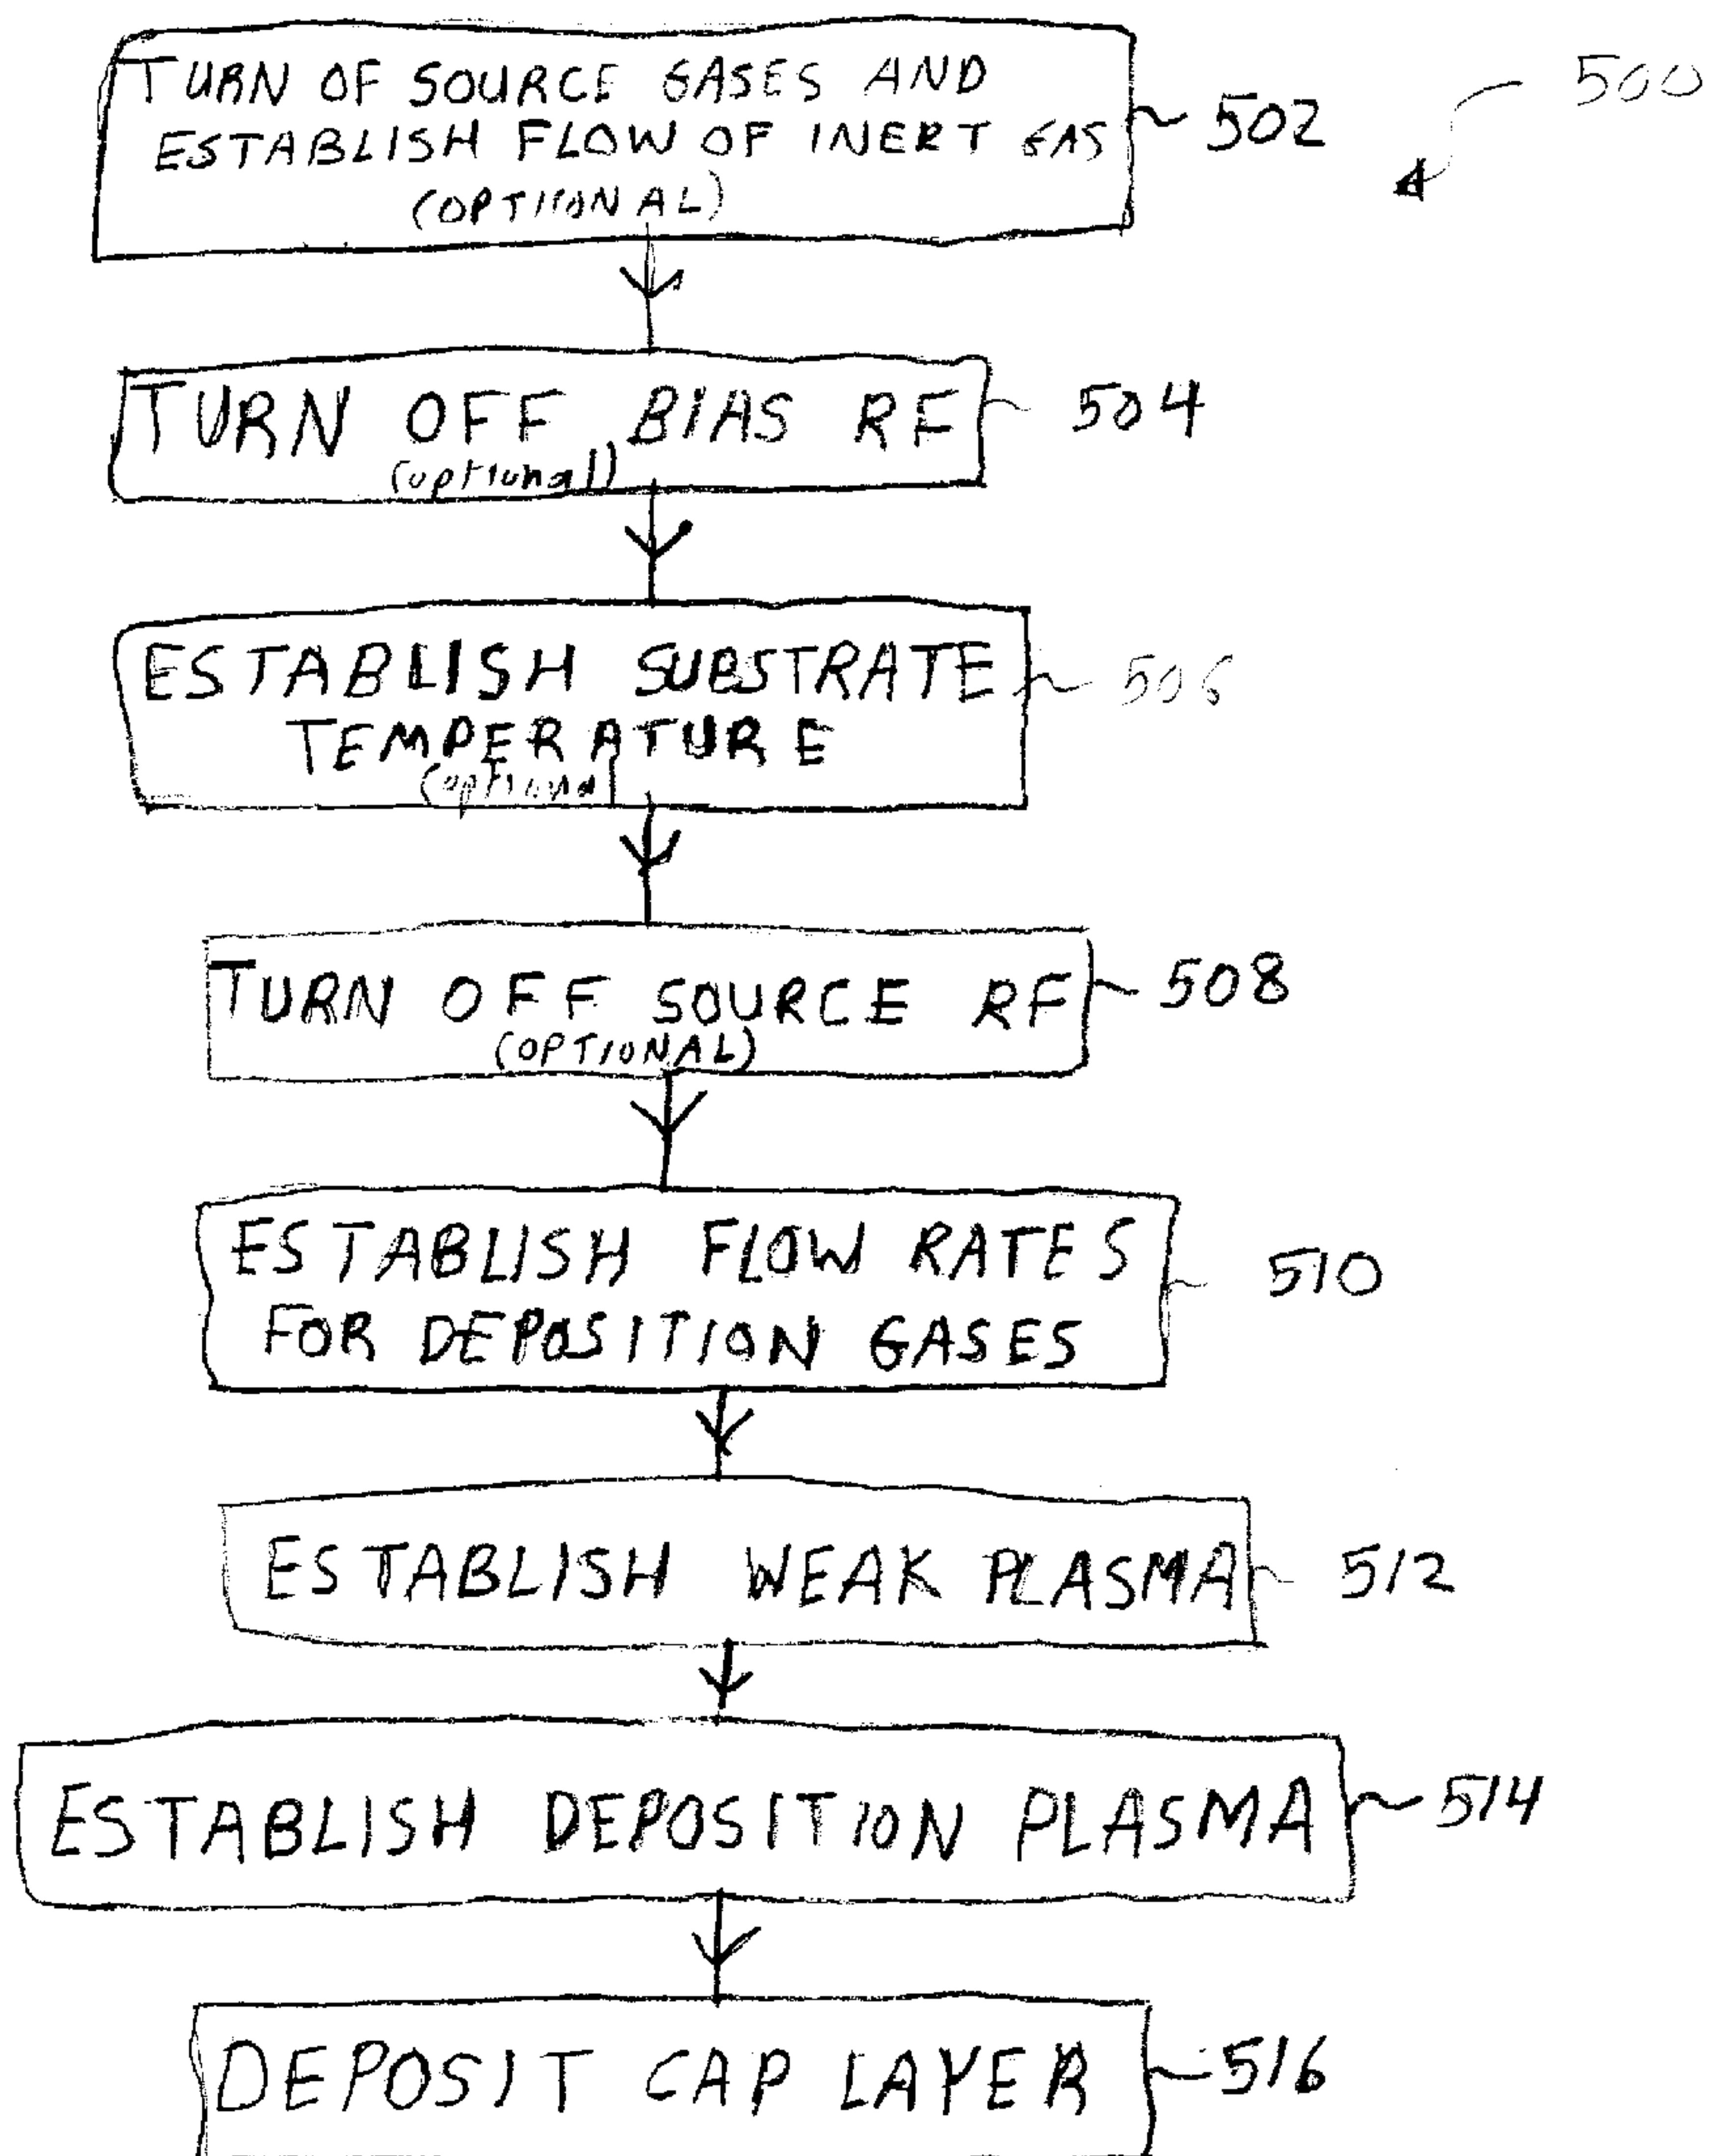 TURN OF SOURCE GASES AND
ESTABLISH FLOW OF INERT GAS
(OPTIONAL)
502
500
TURN OFF BIAS RF
(optional)
504
ESTABLISH SUBSTRATE
TEMPERATURE
(optional
506
TURN OFF SOURCE RF
(OPTIONAL)
508
ESTABLISH FLOW RATES
FOR DEPOSITION GASES
510
ESTABLISH WEAK PLASMA
512
ESTABLISH DEPOSITION PLASMA
514
DEPOSIT CAP LAYER
516